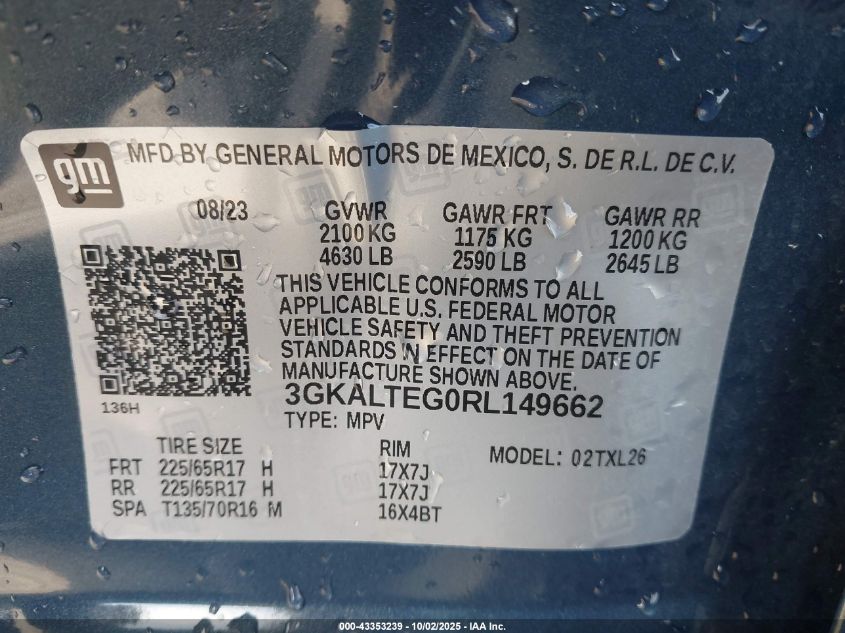 gm
MFD BY GENERAL MOTORS DE MEXICO, S. DE R.L. DE C.V.
08/23 GVWR GAWR FRT GAWR RR
2100 KG 1175 KG 1200 KG
4630 LB 2590 LB 2645 LB
THIS VEHICLE CONFORMS TO ALL
APPLICABLE U.S. FEDERAL MOTOR
VEHICLE SAFETY AND THEFT PREVENTION
STANDARDS IN EFFECT ON THE DATE OF
MANUFACTURE SHOWN ABOVE.
136H
3GKALTEG0RL149662
TYPE: MPV
TIRE SIZE RIM MODEL: 02TXL26
FRT 225/65R17 H 17X7J
RR 225/65R17 H 17X7J
SPA T135/70R16 M 16X4BT
000-43353239 - 10/02/2025 - IAA Inc.